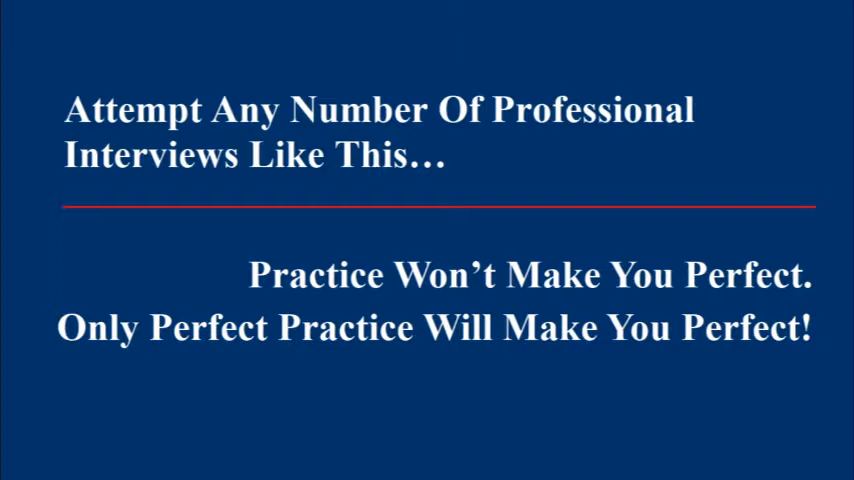 Attempt Any Number Of Professional
Interviews Like This…
Practice Won’t Make You Perfect.
Only Perfect Practice Will Make You Perfect!